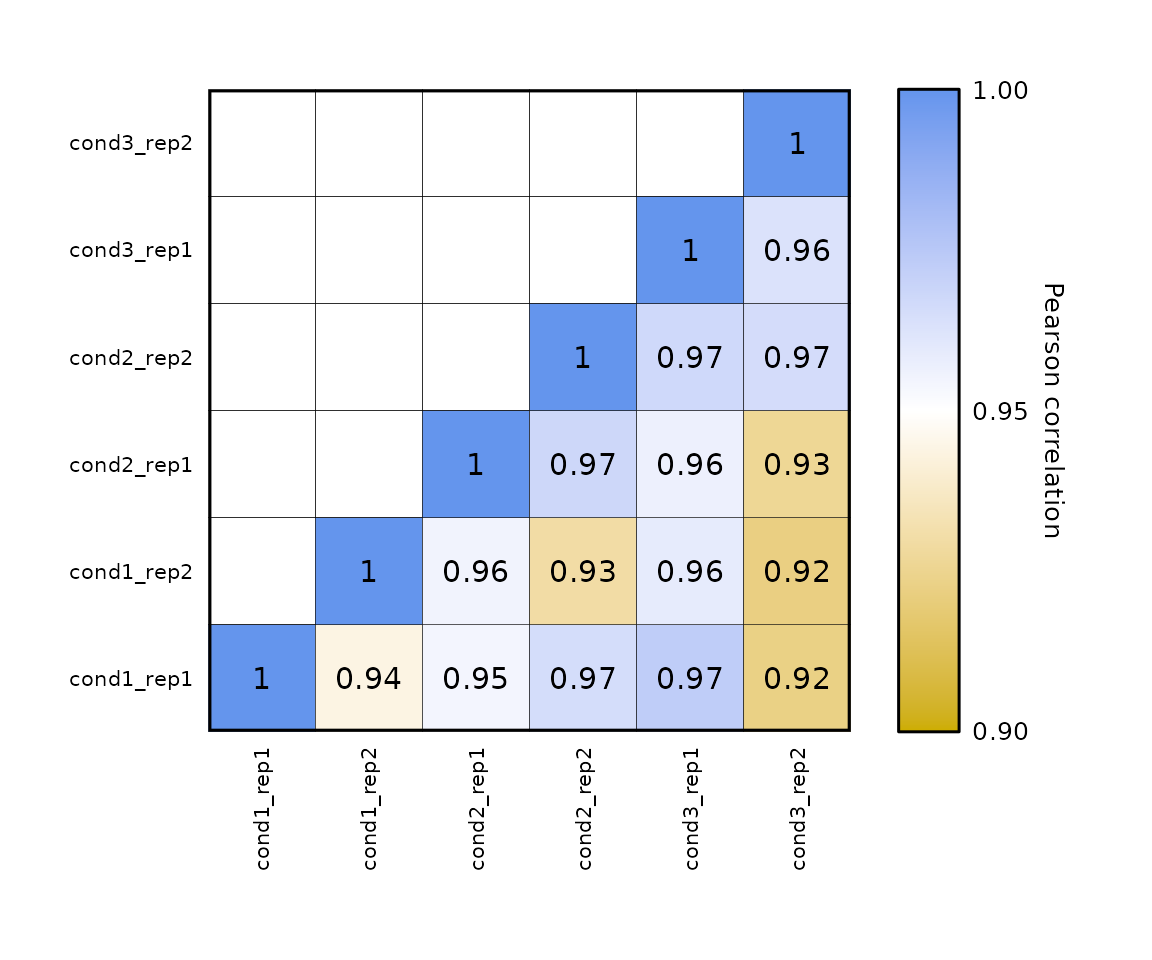 1.00
cond3_rep2 1
cond3_rep1 1 0.96
cond2_rep2 1 0.97 0.97
Pearson correlation
cond2_rep1 1 0.97 0.96 0.93
0.95
cond1_rep2 1 0.96 0.93 0.96 0.92
cond1_rep1 1 0.94 0.95 0.97 0.97 0.92
0.90
cond1_rep1
cond1_rep2
cond2_rep1
cond2_rep2
cond3_rep1
cond3_rep2